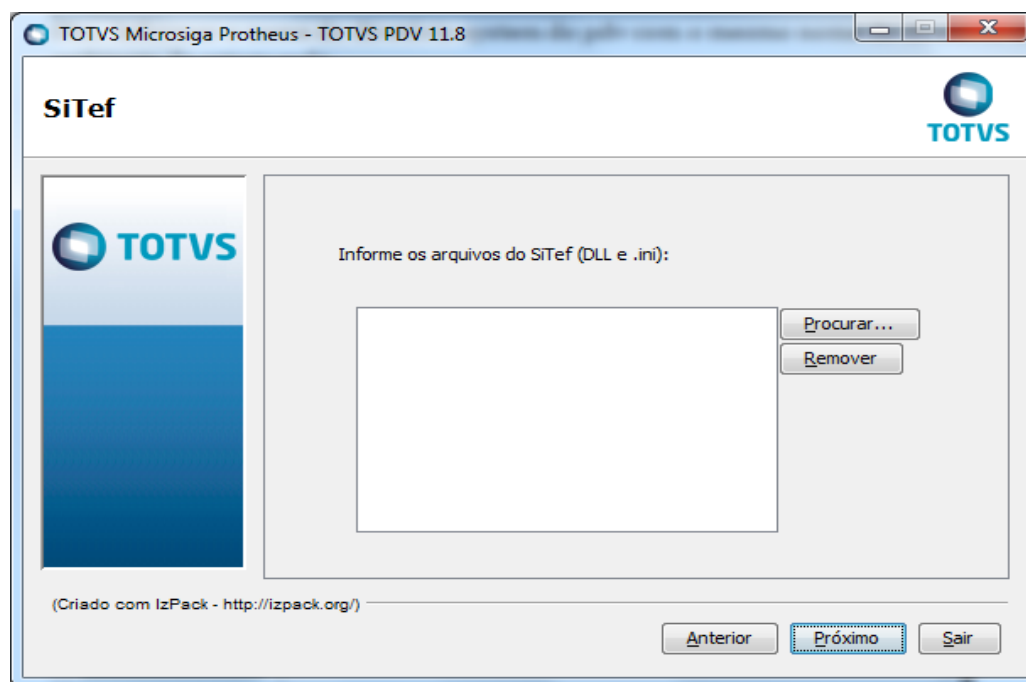 TOTVS Microsiga Protheus - TOTVS PDV 11.8
SiTef
TOTVS
TOTVS
Informe os arquivos do SiTef (DLL e .ini):
Procurar...
Remover
(Criado com IzPack - http://izpack.org/)
Anterior
Próximo
Sair